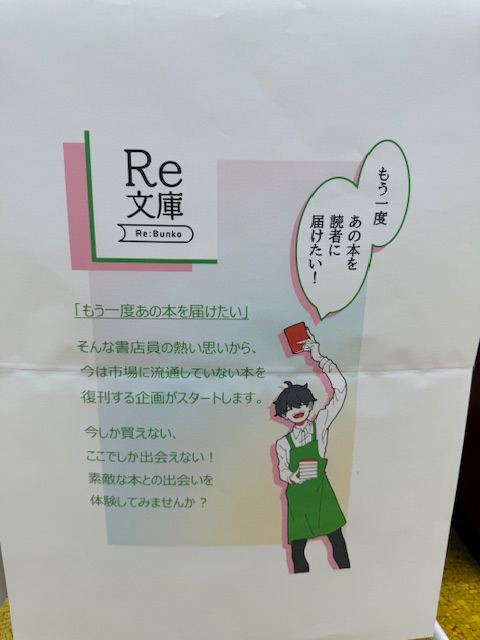 Re
文庫
Re:Bunko
もう一度
あの本を
読者に
届けたい！
「もう一度あの本を届けたい」
そんな書店員の熱い思いから、
今は市場に流通していない本を
復刊する企画がスタートします。
今しか買えない、
ここでしか出会えない！
素敵な本との出会いを
体験してみませんか？